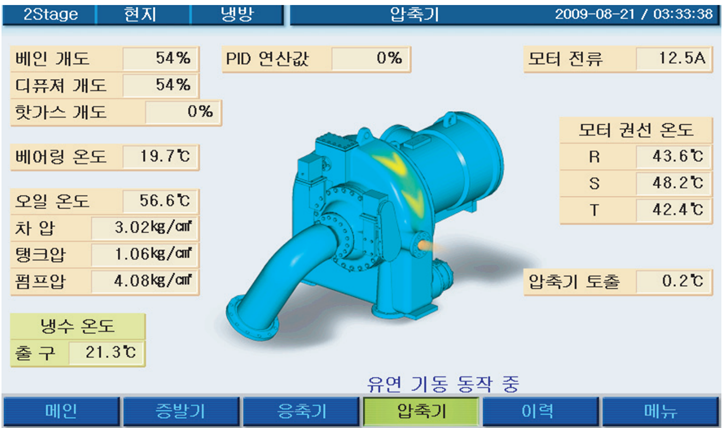 2Stage 현지 냉방 압축기 2009-08-21 / 03:33:38
베인 개도 54% PID 연산값 0% 모터 전류 12.5A
디퓨져 개도 54%
핫가스 개도 0%
모터 권선 온도
베어링 온도 19.7℃ R 43.6℃
S 48.2℃
오일 온도 56.6℃ T 42.4℃
차 압 3.02㎏/㎠
탱크압 1.06㎏/㎠
펌프압 4.08㎏/㎠ 압축기 토출 0.2℃
냉수 온도
출 구 21.3℃
유연 기동 동작 중
메인 증발기 응축기 압축기 이력 메뉴